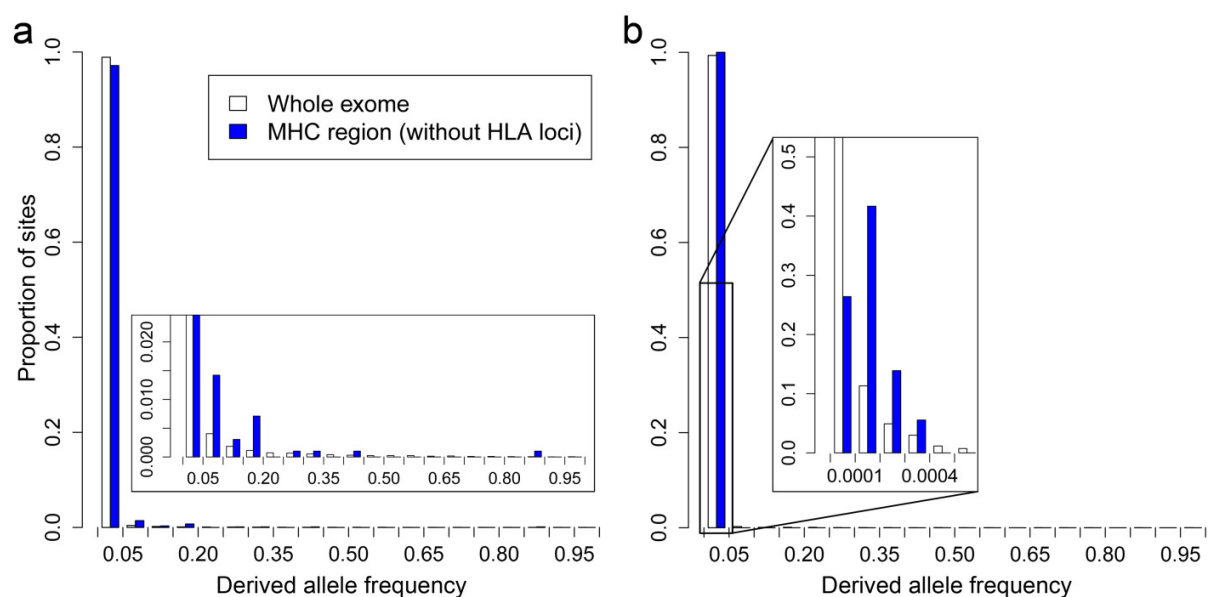 a
Proportion of sites
0.0 0.2 0.4 0.6 0.8 1.0
Whole exome
MHC region (without HLA loci)
0.000 0.010 0.020
0.05 0.20 0.35 0.50 0.65 0.80 0.95
0.05 0.20 0.35 0.50 0.65 0.80 0.95
Derived allele frequency
b
0.0 0.2 0.4 0.6 0.8 1.0
0.0 0.1 0.2 0.3 0.4 0.5
0.0001 0.0004
0.05 0.20 0.35 0.50 0.65 0.80 0.95
Derived allele frequency